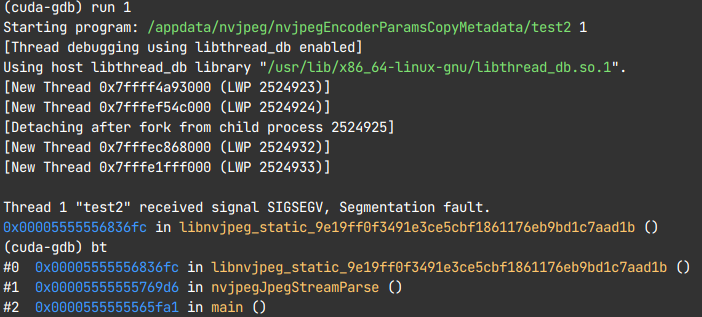 (cuda-gdb) run 1
Starting program: /appdata/nvjpeg/nvjpegEncoderParamsCopyMetadata/test2 1
[Thread debugging using libthread_db enabled]
Using host libthread_db library "/usr/lib/x86_64-linux-gnu/libthread_db.so.1".
[New Thread 0x7ffff4a93000 (LWP 2524923)]
[New Thread 0x7fffef54c000 (LWP 2524924)]
[Detaching after fork from child process 2524925]
[New Thread 0x7fffec868000 (LWP 2524932)]
[New Thread 0x7fffe1fff000 (LWP 2524933)]
Thread 1 "test2" received signal SIGSEGV, Segmentation fault.
0x00005555556836fc in libnvjpeg_static_9e19ff0f3491e3ce5cbf1861176eb9bd1c7aad1b ()
(cuda-gdb) bt
#0 0x00005555556836fc in libnvjpeg_static_9e19ff0f3491e3ce5cbf1861176eb9bd1c7aad1b ()
#1 0x00005555555769d6 in nvjpegJpegStreamParse ()
#2 0x0000555555565fa1 in main ()